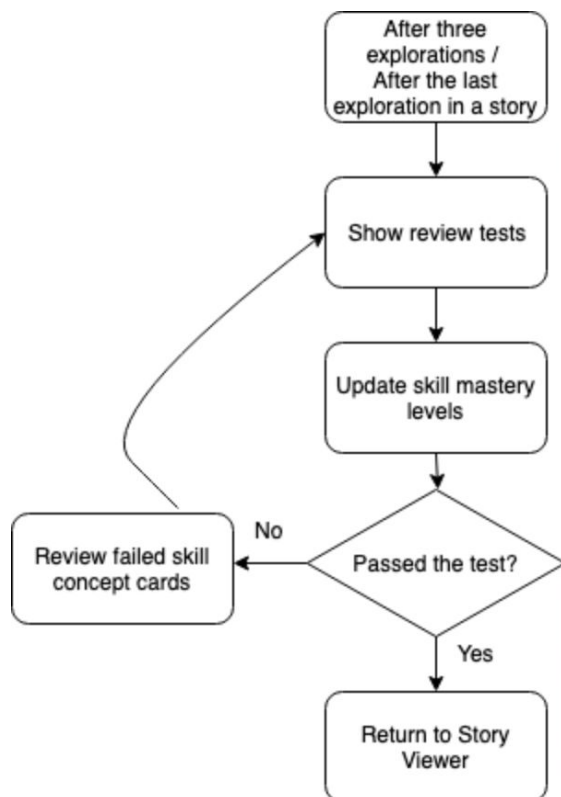 After three
explorations /
After the last
exploration in a story
Show review tests
Update skill mastery
levels
Passed the test?
No
Review failed skill
concept cards
Yes
Return to Story
Viewer